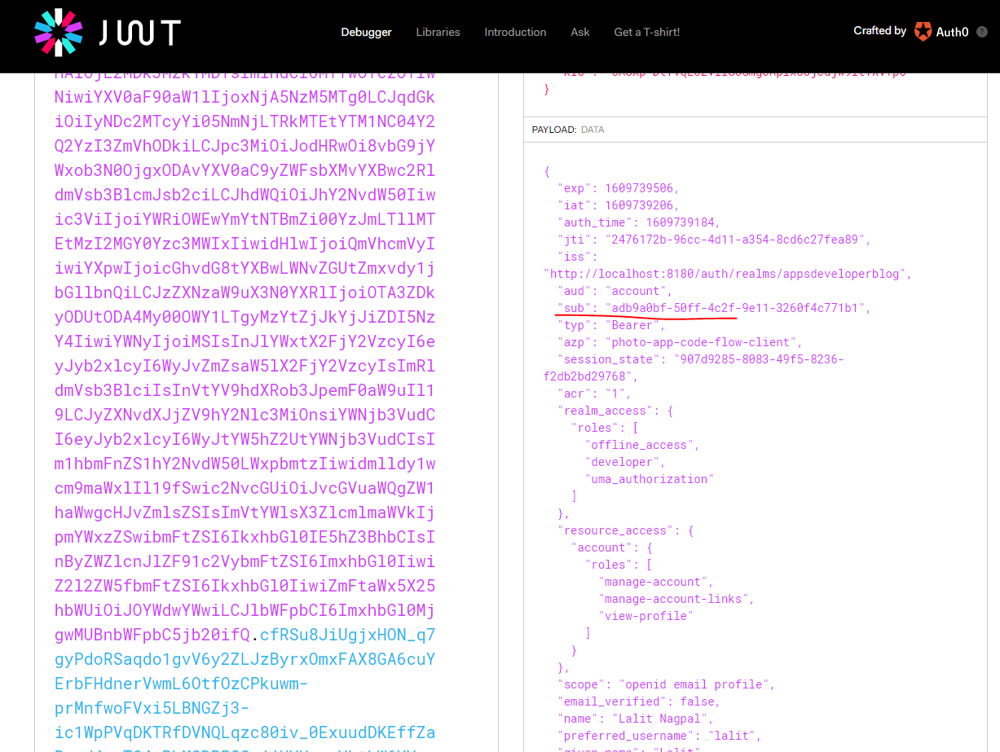 JWT
Debugger
Libraries
Introduction
Ask
Get a T-shirt!
Crafted by Auth0 ?
NiwiYXV0aF90aW1lIjoxNjA5NzM5MTg0LCJqdGk
iOiIyNDc2MTcyYi05NmNjLTRkMTEtYTM1NC04Y2
Q2YzI3ZmVhODkiLCJpc3MiOiJodHRwOi8vbG9jY
Wxob3N0OjgxODAvYXV0aC9yZWFsbXMvYXBwc2Rl
dmVsb3BlcmJsb2ciLCJhdWQiOiJhY2NvdW50Iiw
ic3ViIjoiYWRiOWEwYmYtNTBmZi00YzJmLTllMT
EtMzI2MGY0Yzc3MWIxIiwidHlwIjoiQmVhcmVyI
iwiYXpwIjoicGhvdG8tYXBwLWNvZGUtZmxvdy1j
bGllbnQiLCJzZXNzaW9uX3N0YXRlIjoiOTA3ZDk
yODUtODA4My00OWY1LTgyMzYtZjJkYjJiZDI5Nz
Y4IiwiYWNyIjoiMSIsInJlYWxtX2FjY2VzcyI6e
yJyb2xlcyI6WyJvZmZsaW5lX2FjY2VzcyIsImRl
dmVsb3BlciIsInVtYV9hdXRob3JpemF0aW9uIl1
9LCJyZXNvdXJjZV9hY2Nlc3MiOnsiYWNjb3VudC
I6eyJyb2xlcyI6WyJtYW5hZ2UtYWNjb3VudCIsI
m1hbmFnZS1hY2NvdW50LWxpbmtzIiwidmlldy1w
cm9maWxlIl19fSwic2NvcGUiOiJvcGVuaWQgZW1
haWwgcHJvZmlsZSIsImVtYWlsX3ZlcmlmaWVkIj
pmYWxzZSwibmFtZSI6IkxhbGl0IE5hZ3BhbCIsI
nByZWZlcnJlZF91c2VybmFtZSI6ImxhbGl0Iiwi
Z2l2ZW5fbmFtZSI6IkxhbGl0IiwiZmFtaWx5X25
hbWUiOiJOYWdwYWwiLCJlbWFpbCI6ImxhbGl0Mj
gwMUBnbWFpbC5jb20ifQ.cfRSu8JiUgjxHON_q7
gyPdoRSaqdo1gvV6y2ZLJzByrxOmxFAX8GA6cuY
ErbFHdnerVwmL6OtfOzCPkuwm-
prMnfwoFVxi5LBNGZj3-
ic1WpPVqDKTRfDVNQLqzc80iv_0ExuudDKEffZa
}
PAYLOAD: DATA
{
"exp": 1609739506,
"iat": 1609739206,
"auth_time": 1609739184,
"jti": "2476172b-96cc-4d11-a354-8cd6c27fea89",
"iss":
"http://localhost:8180/auth/realms/appsdeveloperblog",
"aud": "account",
"sub": "adb9a0bf-50ff-4c2f-9e11-3260f4c771b1",
"typ": "Bearer",
"azp": "photo-app-code-flow-client",
"session_state": "907d9285-8083-49f5-8236-
f2db2bd29768",
"acr": "1",
"realm_access": {
"roles": [
"offline_access",
"developer",
"uma_authorization"
]
},
"resource_access": {
"account": {
"roles": [
"manage-account",
"manage-account-links",
"view-profile"
]
}
},
"scope": "openid email profile",
"email_verified": false,
"name": "Lalit Nagpal",
"preferred_username": "lalit",
"given_name": "Lalit",